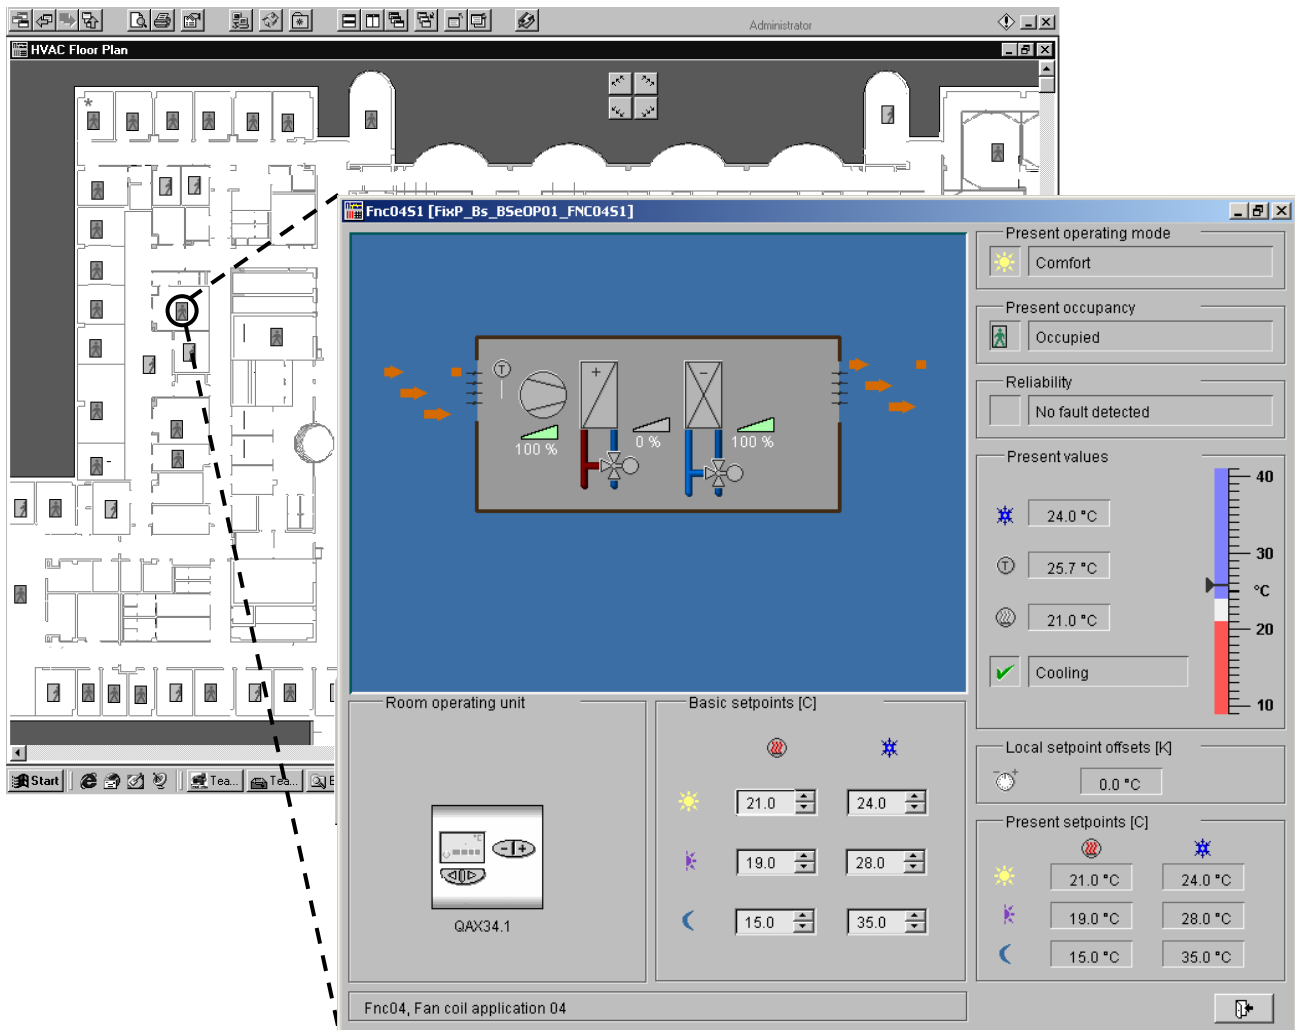 Administrator
HVAC Floor Plan
Fnc04S1 [FixP_Bs_BSeOP01_FNC04S1]
Present operating mode
Comfort
Present occupancy
Occupied
Reliability
No fault detected
T
+
−
100 %
0 %
100 %
Present values
24.0 °C
T
25.7 °C
21.0 °C
Cooling
40
30
°C
20
10
Room operating unit
°C
- +
QAX34.1
Basic setpoints [C]
21.0 24.0
19.0 28.0
15.0 35.0
Local setpoint offsets [K]
- +
0.0 °C
Present setpoints [C]
21.0 °C 24.0 °C
19.0 °C 28.0 °C
15.0 °C 35.0 °C
Start Tea... Tea...
Fnc04, Fan coil application 04